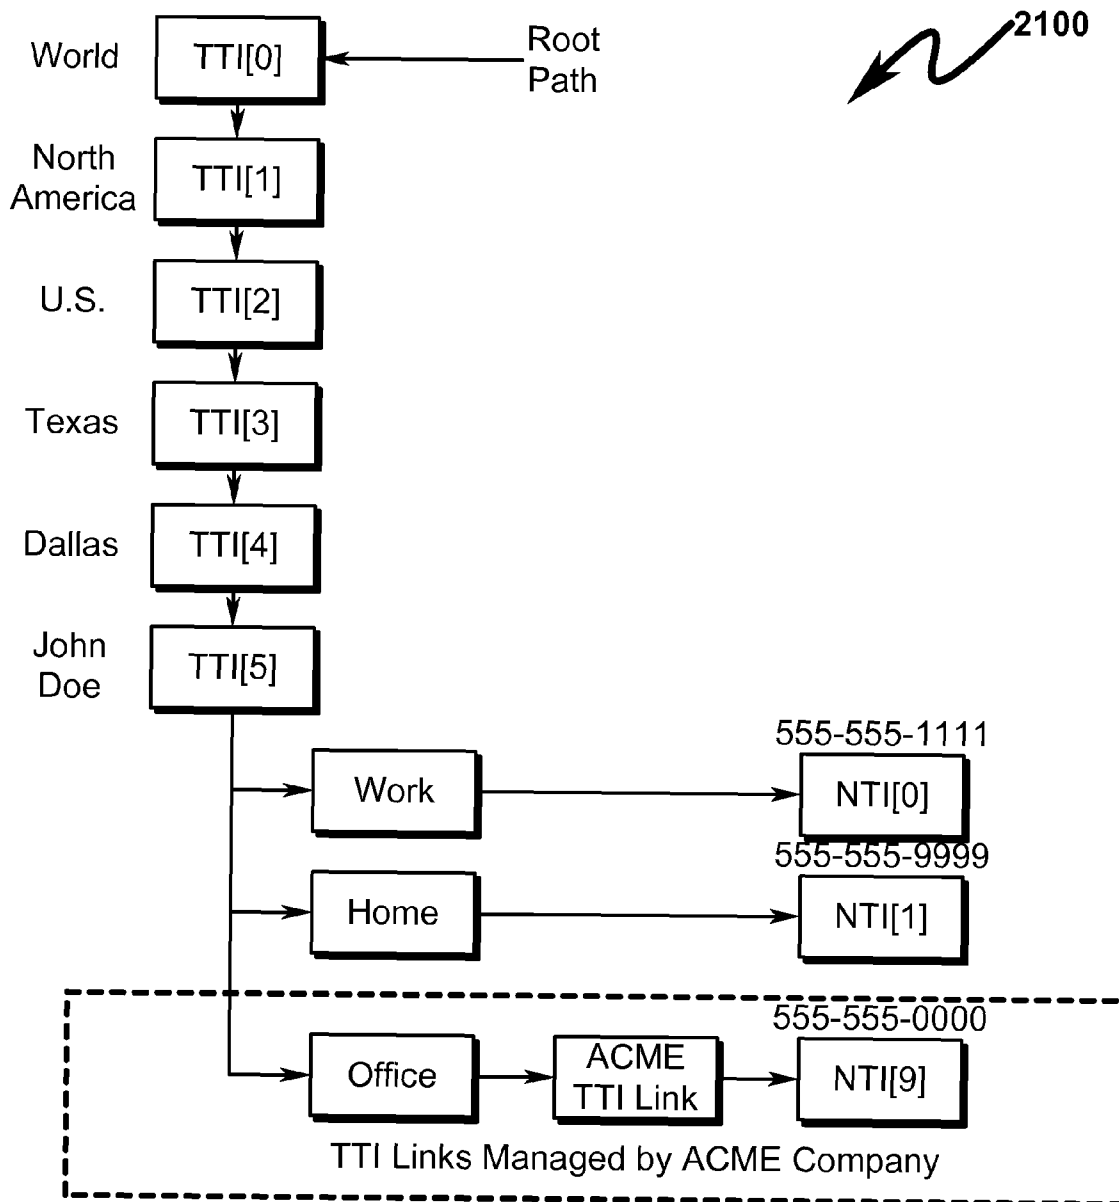 2100
World
TTI[0]
Root
Path
North
America
TTI[1]
U.S.
TTI[2]
Texas
TTI[3]
Dallas
TTI[4]
John
Doe
TTI[5]
555-555-1111
Work
NTI[0]
555-555-9999
Home
NTI[1]
555-555-0000
Office
ACME
TTI Link
NTI[9]
TTI Links Managed by ACME Company